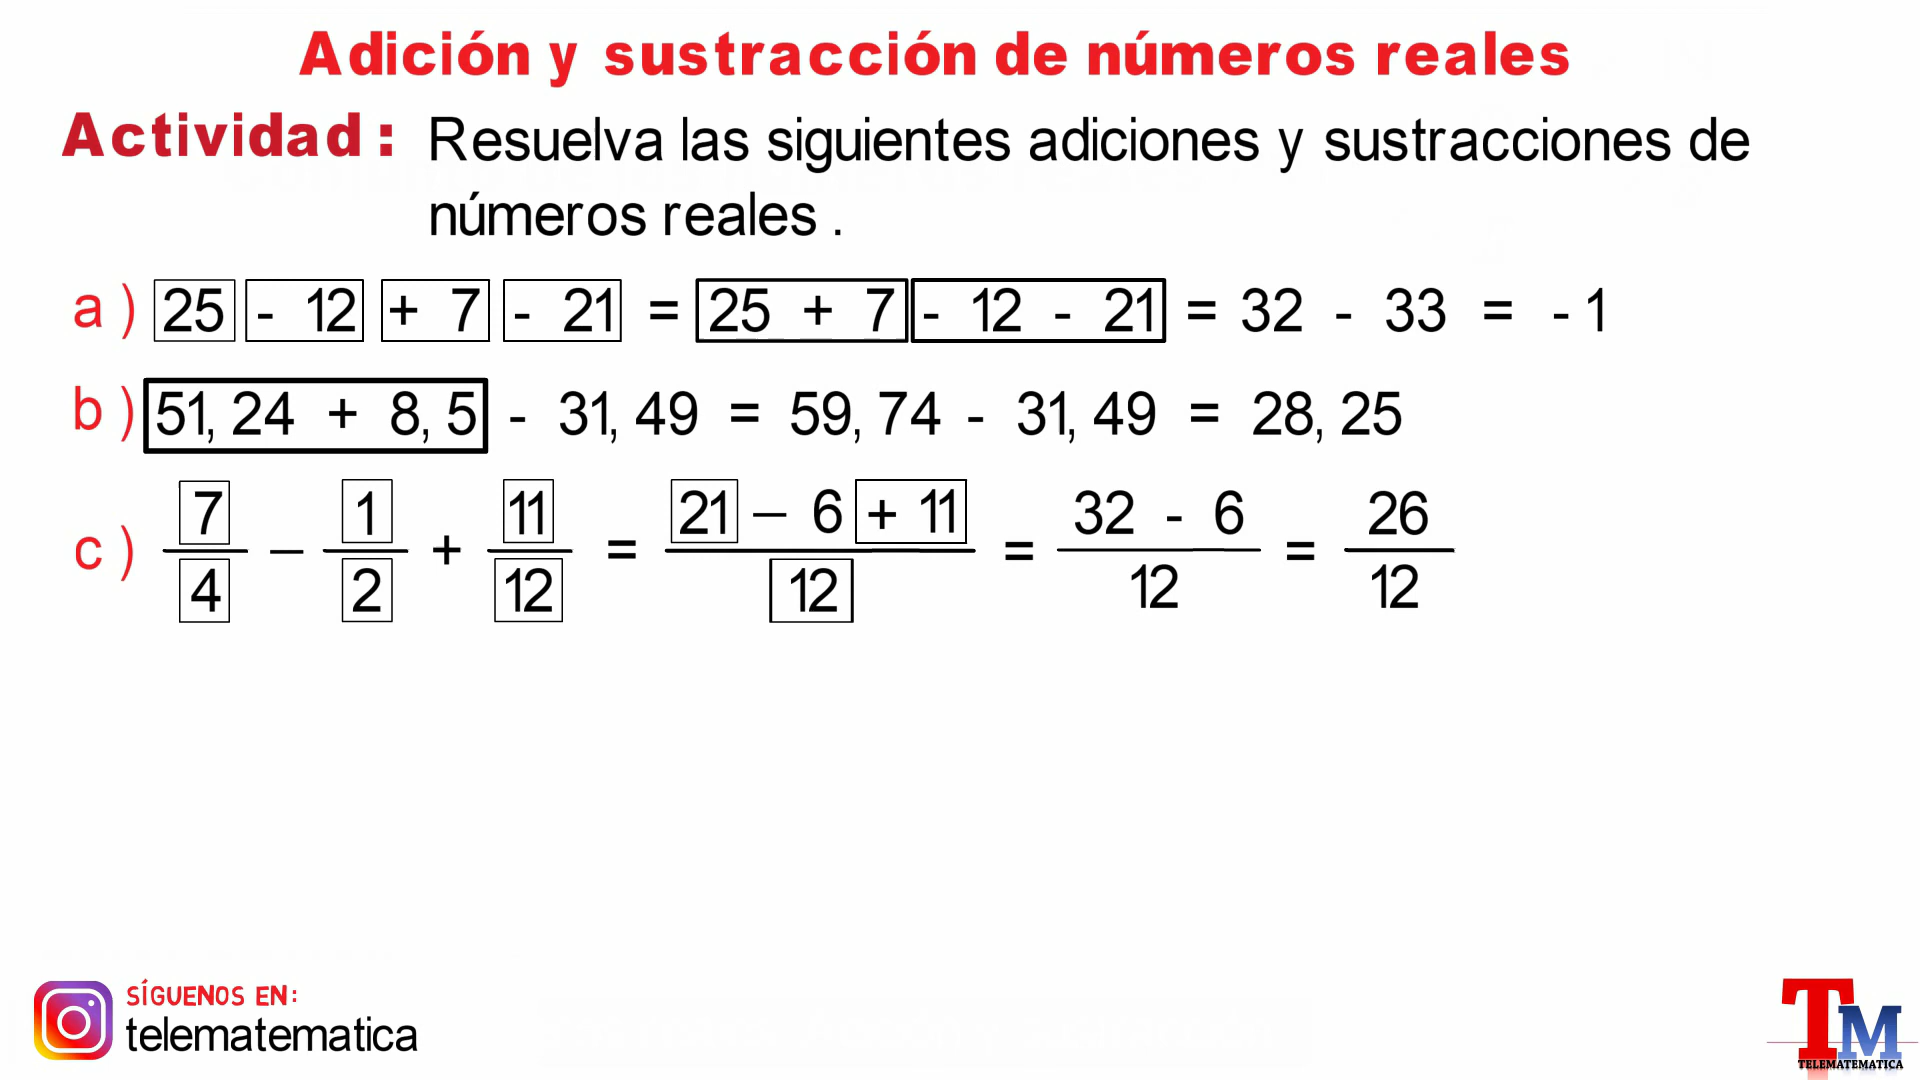 Adición y sustracción de números reales
Actividad: Resuelva las siguientes adiciones y sustracciones de
números reales.
a) 25 - 12 + 7 - 21 = 25 + 7 - 12 - 21 = 32 - 33 = -1
b) 51,24 + 8,5 - 31,49 = 59,74 - 31,49 = 28,25
c) 7/4 – 1/2 + 11/12 = (21 – 6 + 11)/12 = (32 - 6)/12 = 26/12
SÍGUENOS EN:
telematematica
TM
TELEMATEMATICA